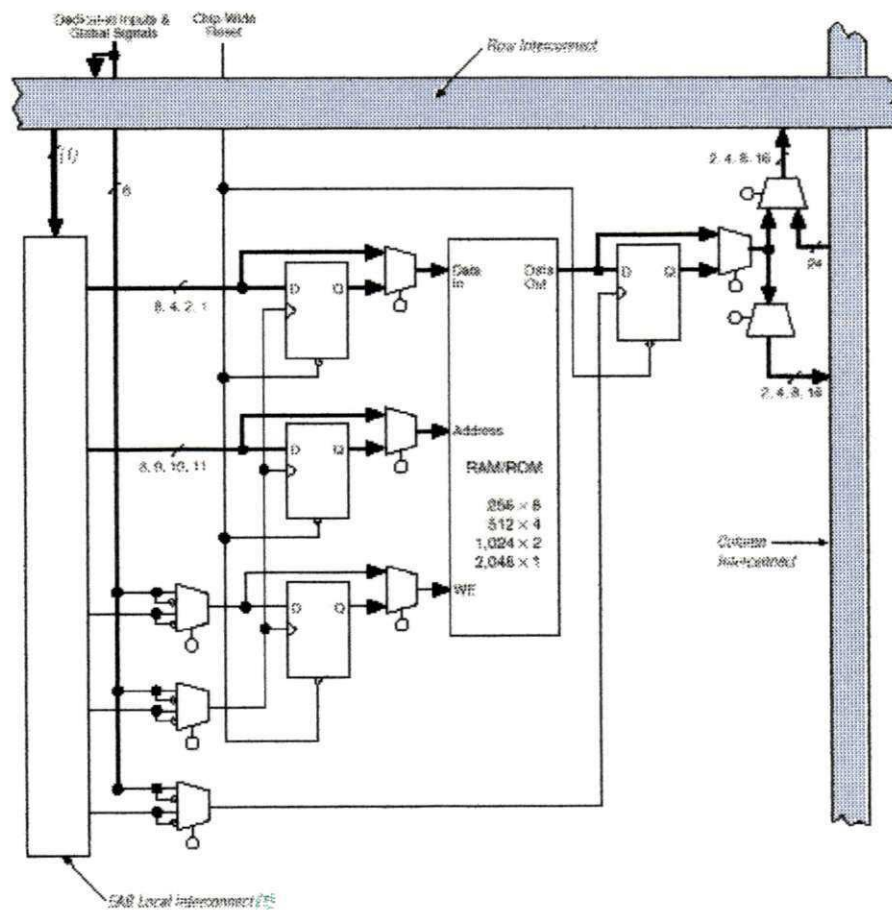 Dedicated Inputs &
Global Signals
Chip-Wide
Reset
Row Interconnect
(1)
6
2, 4, 8, 16
24
D Q
8, 4, 2, 1
Data
In
Data
Out
D Q
2, 4, 8, 16
D Q
8, 9, 10, 11
Address
RAM/ROM
256 × 8
512 × 4
1,024 × 2
2,048 × 1
Column
Interconnect
D Q
WE
EAB Local Interconnect (1)